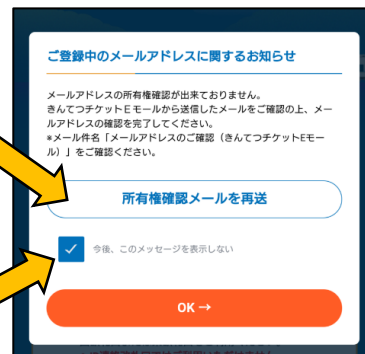 ご登録中のメールアドレスに関するお知らせ
メールアドレスの所有権確認が出来ておりません。
きんてつチケットEモールから送信したメールをご確認の上、メー
ルアドレスの確認を完了してください。
*メール件名「メールアドレスのご確認（きんてつチケットEモー
ル）」をご確認ください。
所有権確認メールを再送
今後、このメッセージを表示しない
OK →